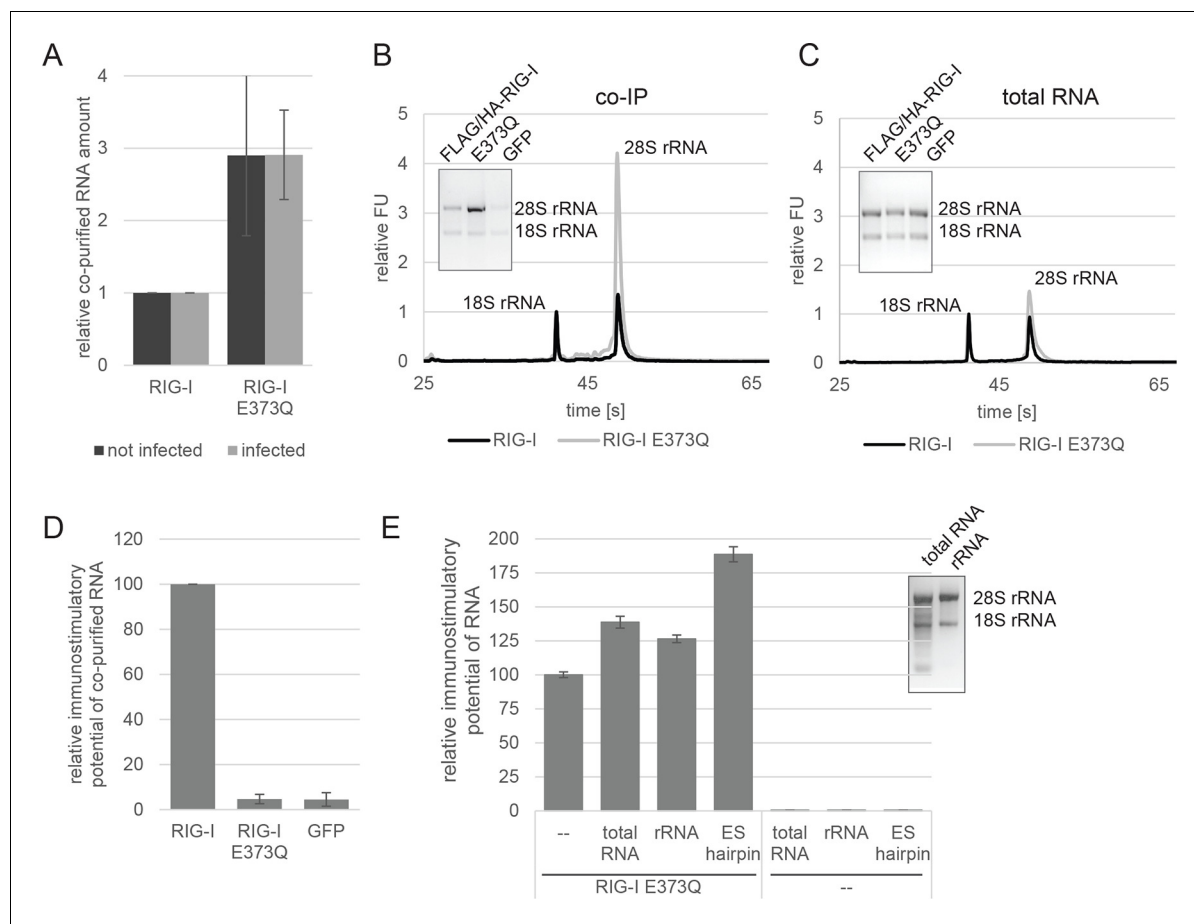 A
relative co-purified RNA amount
4
3
2
1
0
RIG-I
RIG-I
E373Q
not infected
infected
B
co-IP
FLAG/HA-RIG-I
E373Q
GFP
28S rRNA
18S rRNA
28S rRNA
18S rRNA
relative FU
5
4
3
2
1
0
25
45
65
time [s]
RIG-I
RIG-I E373Q
C
total RNA
FLAG/HA-RIG-I
E373Q
GFP
28S rRNA
18S rRNA
28S rRNA
18S rRNA
relative FU
5
4
3
2
1
0
25
45
65
time [s]
RIG-I
RIG-I E373Q
D
relative immunostimulatory
potential of co-purified RNA
120
100
80
60
40
20
0
RIG-I
RIG-I
E373Q
GFP
E
relative immunostimulatory
potential of RNA
200
175
150
125
100
75
50
25
0
--
total
RNA
rRNA
ES
hairpin
total
RNA
rRNA
ES
hairpin
RIG-I E373Q
--
total RNA
rRNA
28S rRNA
18S rRNA